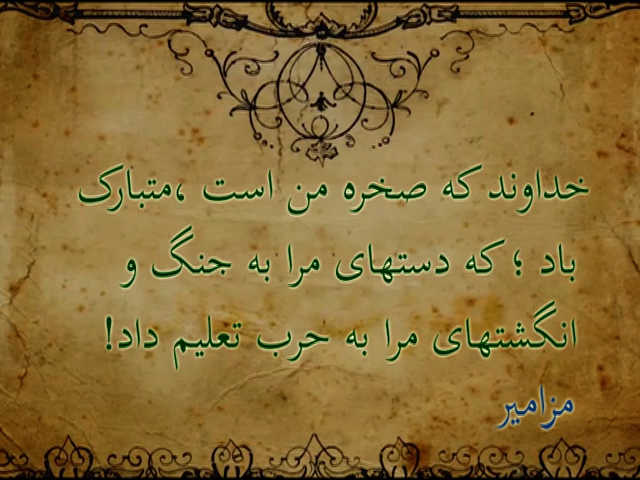 خداوند که صخره من است ،متبارک
باد ؛ که دستهای مرا به جنگ و
انگشتهای مرا به حرب تعلیم داد!
مزامیر